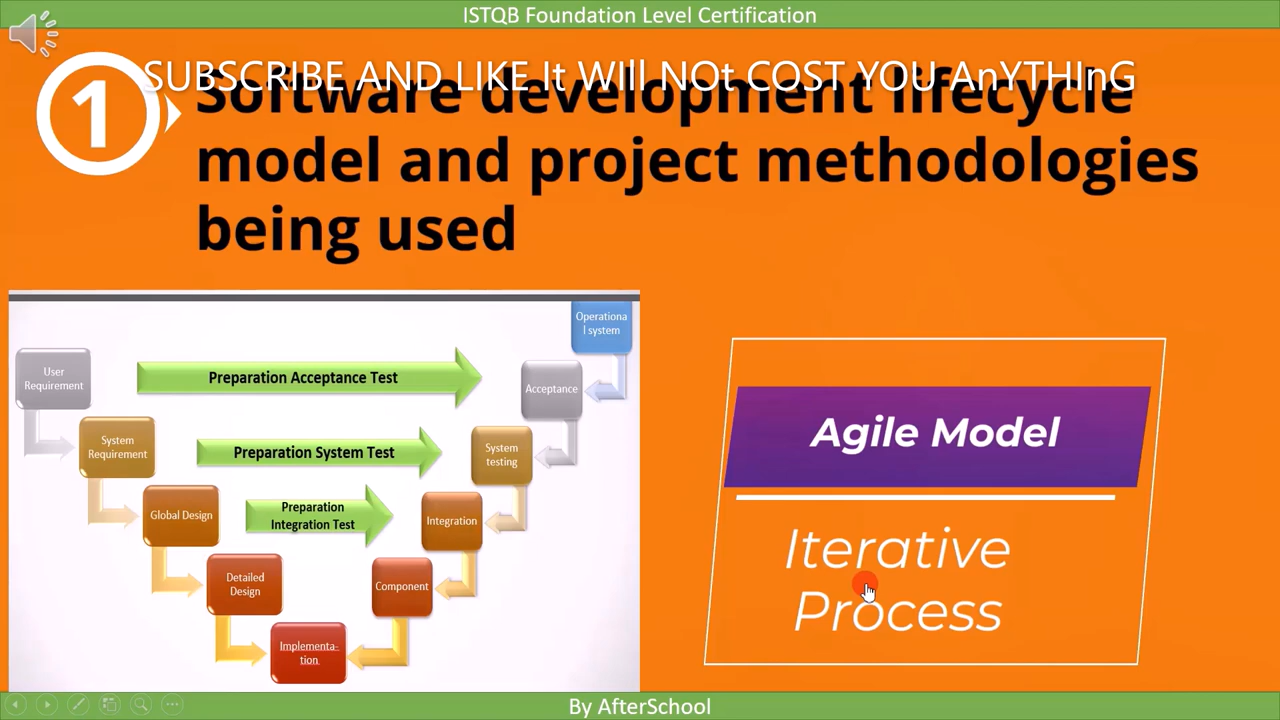 ISTQB Foundation Level Certification
SUBSCRIBE AND LIKE It WIll NOt COST YOU AnYTHInG
1
Software development lifecycle
model and project methodologies
being used
Operationa
l system
User
Requirement
Preparation Acceptance Test
Acceptance
System
Requirement
Preparation System Test
System
testing
Global Design
Preparation
Integration Test
Integration
Detailed
Design
Component
Implementa-
tion
Agile Model
Iterative
Process
By AfterSchool